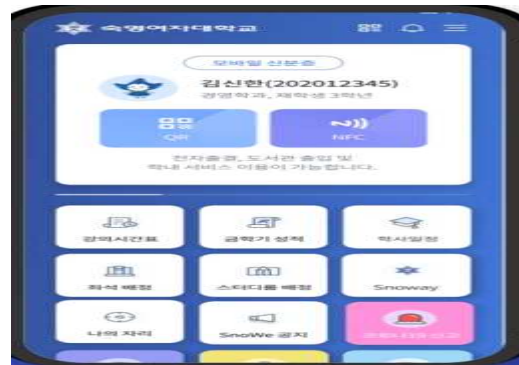 숙명여자대학교
모바일 신분증
김신한(202012345)
경영학과, 재학생 3학년
QR
NFC
전자출결, 도서관 출입 및
학내 서비스 이용이 가능합니다.
강의시간표
금학기 성적
학사일정
좌석 배정
스터디룸 배정
Snoway
나의 자리
SnoWe 공지